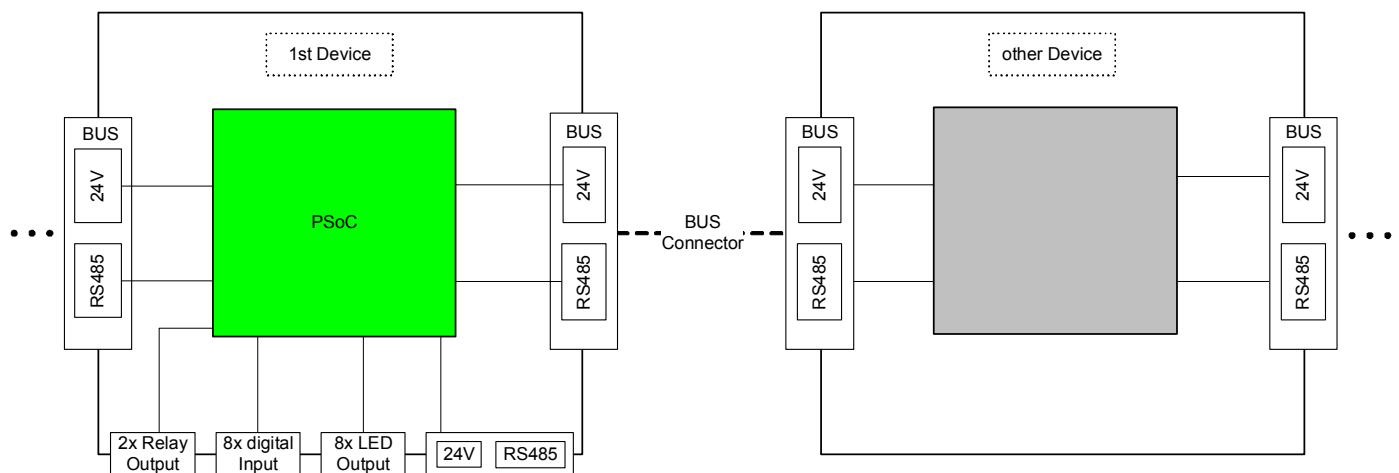 1st Device
other Device
BUS
24V
RS485
PSoC
BUS
24V
RS485
BUS
Connector
BUS
24V
RS485
BUS
24V
RS485
2x Relay
Output
8x digital
Input
8x LED
Output
24V
RS485